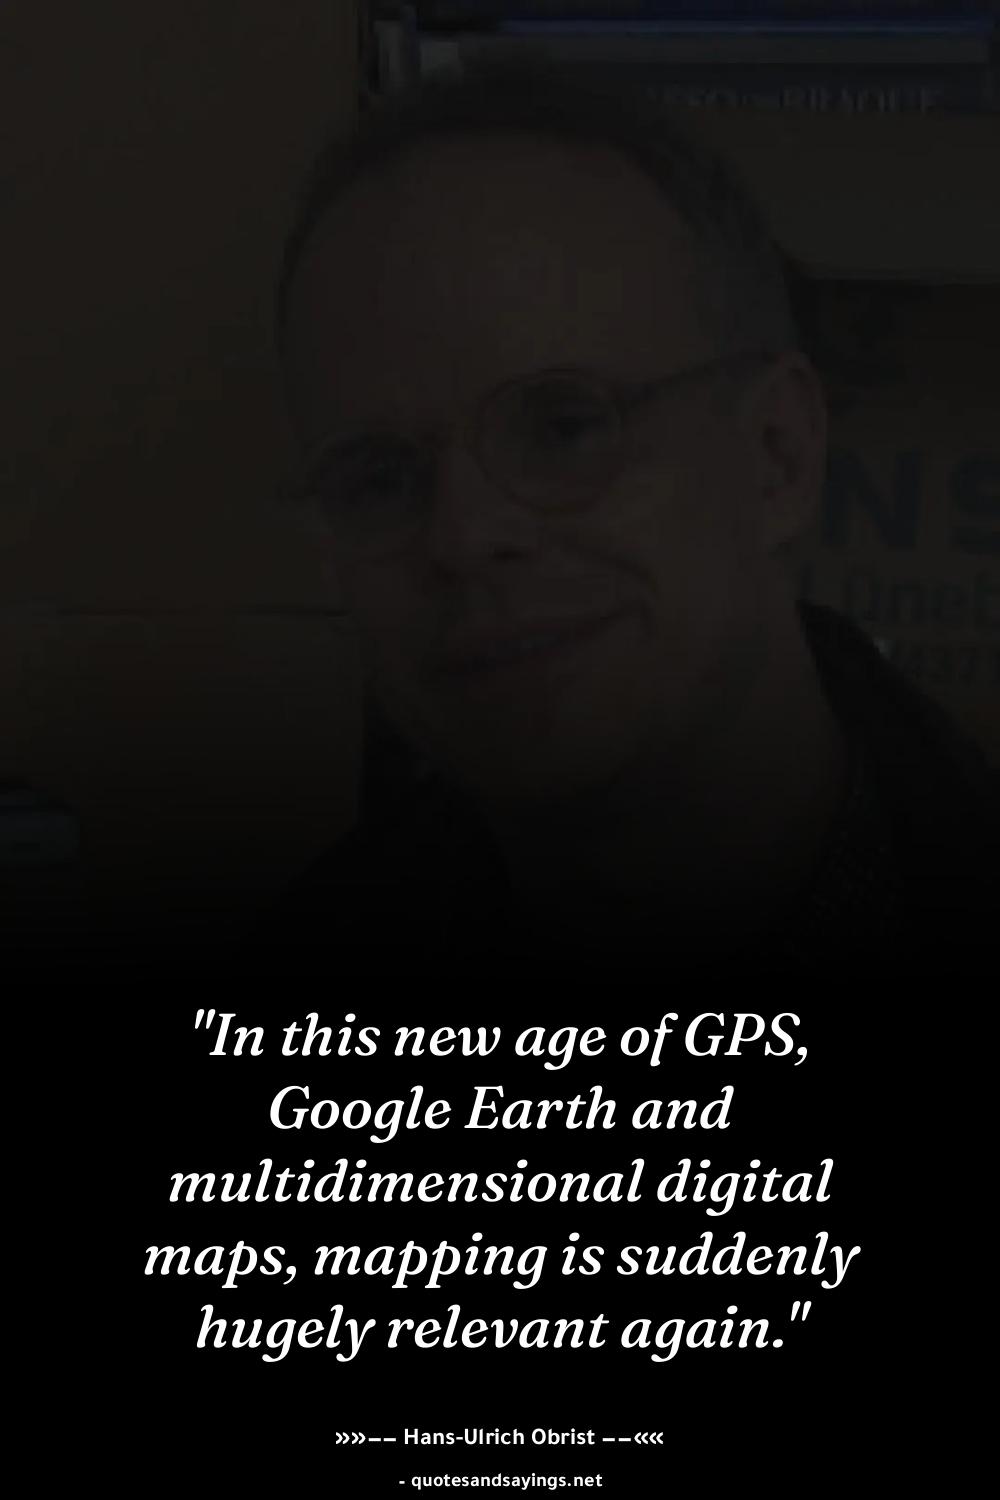 "In this new age of GPS,
Google Earth and
multidimensional digital
maps, mapping is suddenly
hugely relevant again."
»»—— Hans-Ulrich Obrist ——««
- quotesandsayings.net